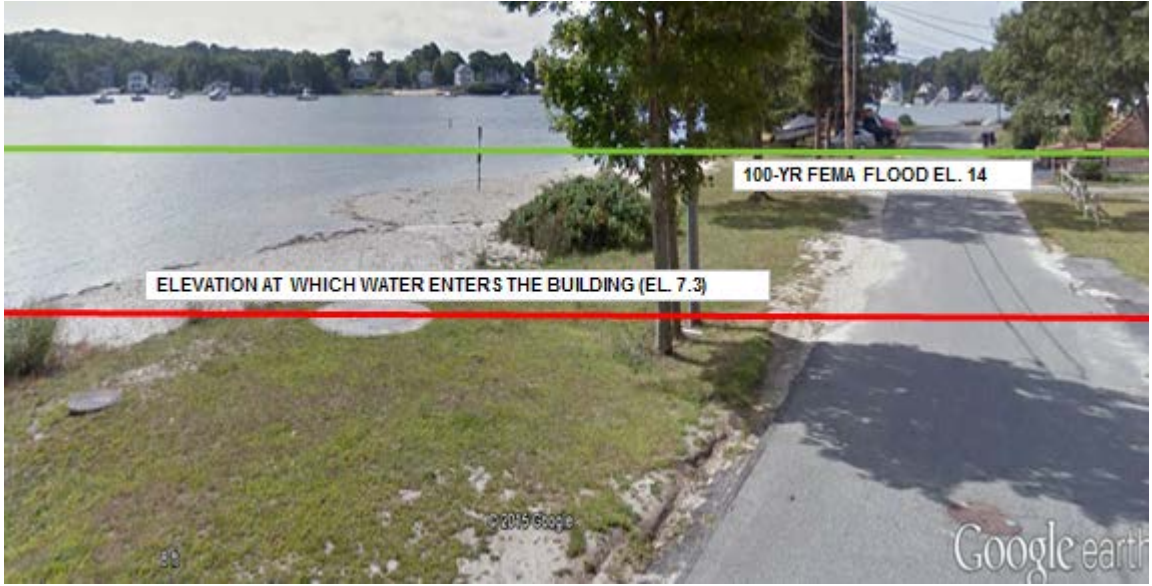 100-YR FEMA FLOOD EL. 14
ELEVATION AT WHICH WATER ENTERS THE BUILDING (EL. 7.3)
© 2015 Google
Google earth